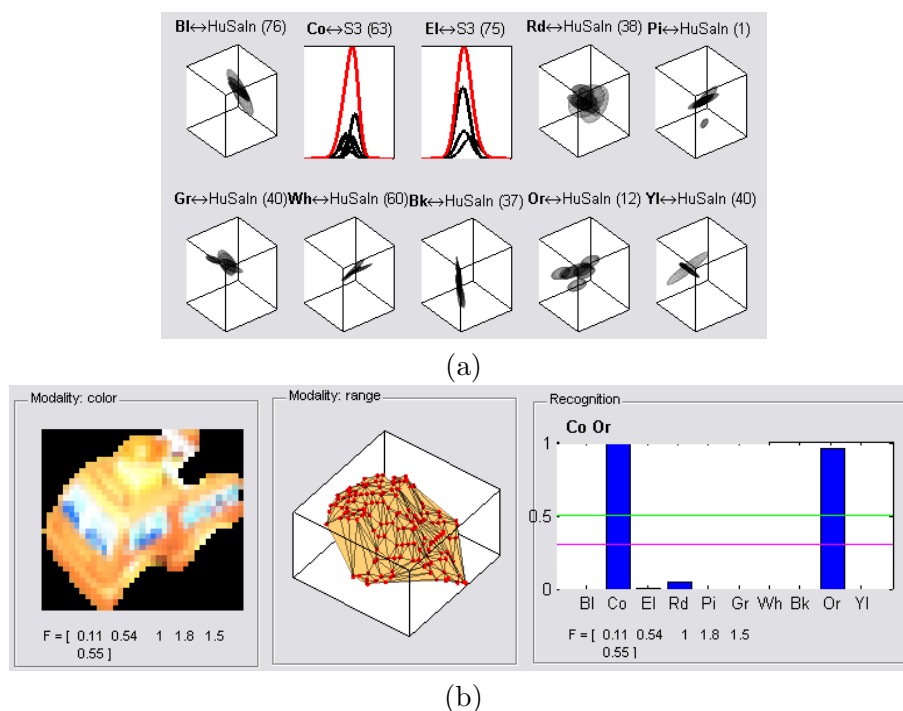 Bl↔HuSaIn (76) Co↔S3 (63) El↔S3 (75) Rd↔HuSaIn (38) Pi↔HuSaIn (1)
Gr↔HuSaIn (40) Wh↔HuSaIn (60) Bk↔HuSaIn (37) Or↔HuSaIn (12) Yl↔HuSaIn (40)
(a)
Modality: color
F = [ 0.11 0.54 1 1.8 1.5
0.55 ]
Modality: range
Recognition
Co Or
1
0.5
0
Bl Co El Rd Pi Gr Wh Bk Or Yl
F = [ 0.11 0.54 1 1.8 1.5
0.55 ]
(b)